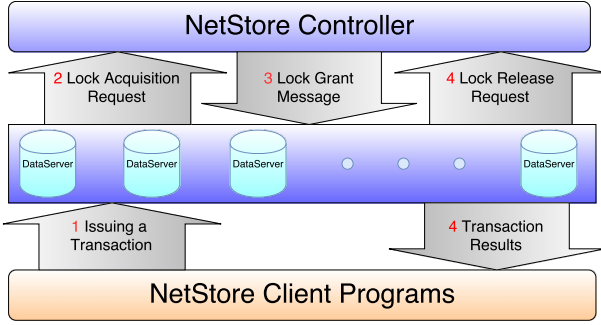 NetStore Controller
2 Lock Acquisition
Request
3 Lock Grant
Message
4 Lock Release
Request
DataServer
DataServer
DataServer
DataServer
1 Issuing a
Transaction
4 Transaction
Results
NetStore Client Programs